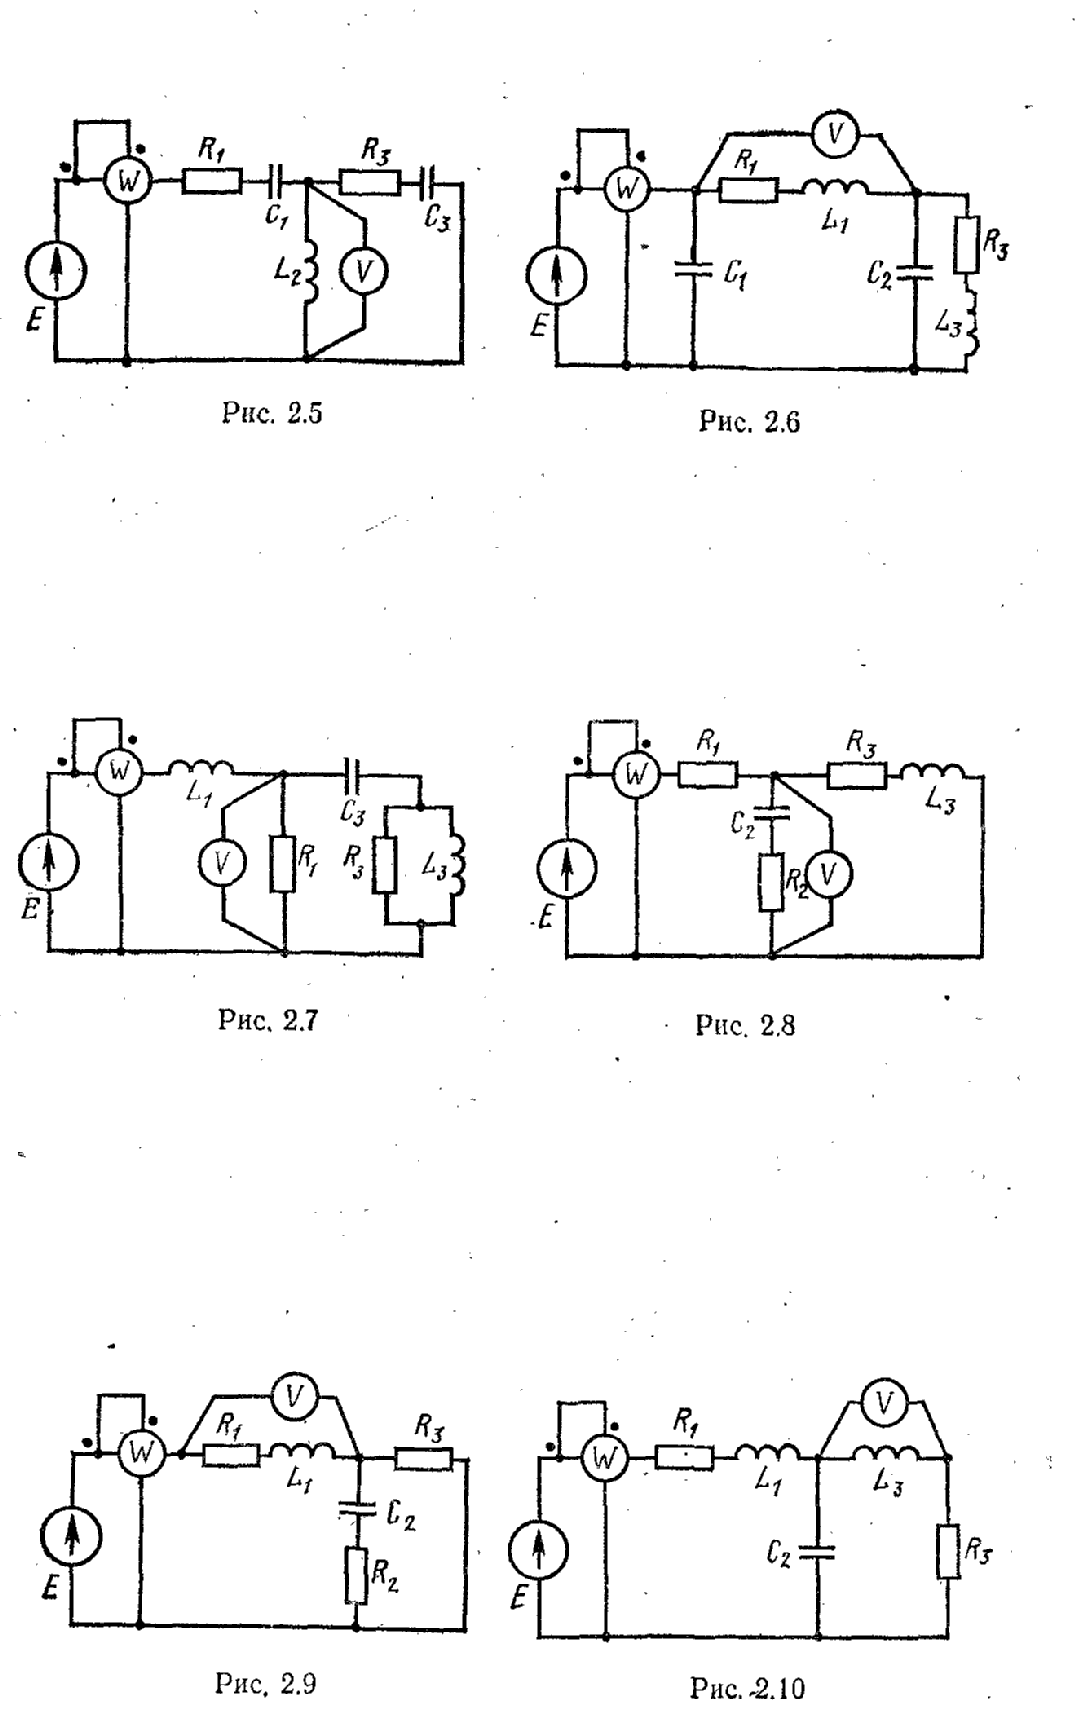 W R1 C1 R3 C3
L2 V
E
Рис. 2.5
V
W R1 L1
C1 C2 R3
L3
E
Рис. 2.6
W L1 C3
V R1 R3 L3
E
Рис. 2.7
W R1 R3 L3
C2
R2 V
E
Рис. 2.8
V
W R1 L1 R3
C2
R2
E
Рис. 2.9
V
W R1 L1 L3
C2 R3
E
Рис. 2.10